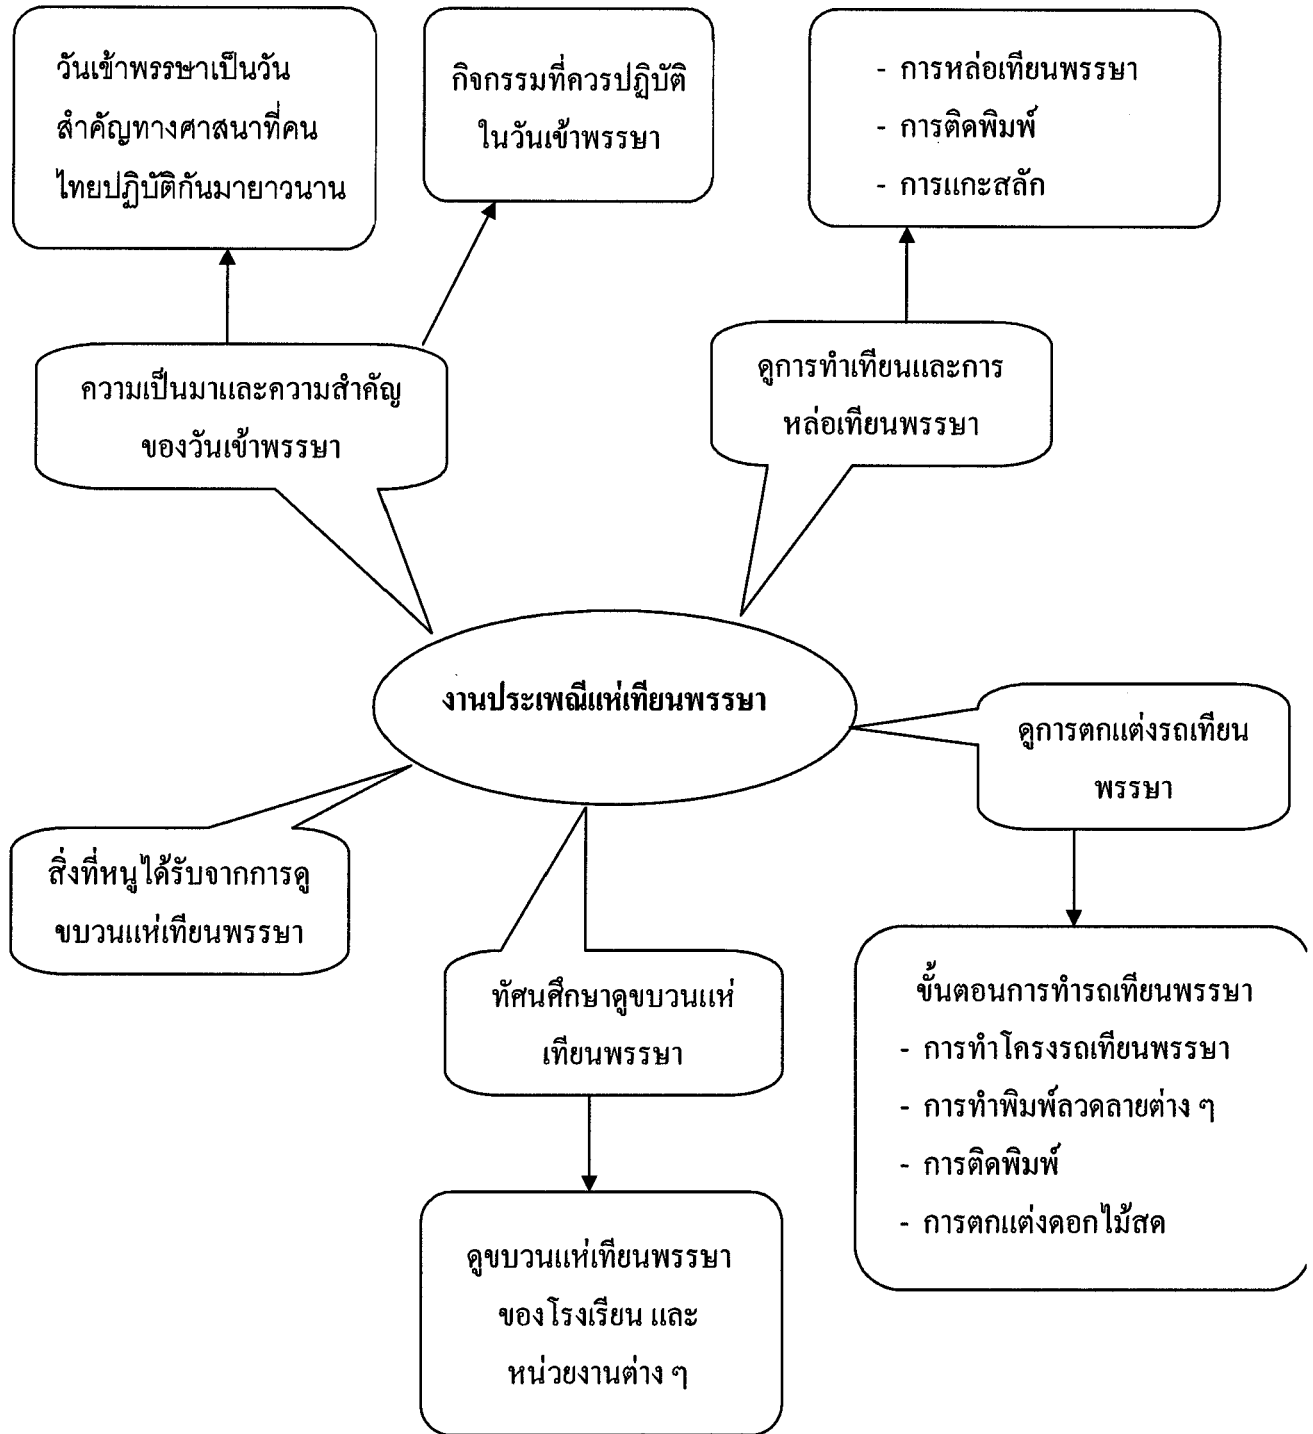 วันเข้าพรรษาเป็นวัน
สำคัญทางศาสนาที่คน
ไทยปฏิบัติกันมายาวนาน
กิจกรรมที่ควรปฏิบัติ
ในวันเข้าพรรษา
- การหล่อเทียนพรรษา
- การติดพิมพ์
- การแกะสลัก
ความเป็นมาและความสำคัญ
ของวันเข้าพรรษา
ดูการทำเทียนและการ
หล่อเทียนพรรษา
งานประเพณีแห่เทียนพรรษา
ดูการตกแต่งรถเทียน
พรรษา
สิ่งที่หนูได้รับจากการดู
ขบวนแห่เทียนพรรษา
ทัศนศึกษาดูขบวนแห่
เทียนพรรษา
ขั้นตอนการทำรถเทียนพรรษา
- การทำโครงรถเทียนพรรษา
- การทำพิมพ์ลวดลายต่าง ๆ
- การติดพิมพ์
- การตกแต่งดอกไม้สด
ดูขบวนแห่เทียนพรรษา
ของโรงเรียน และ
หน่วยงานต่าง ๆ